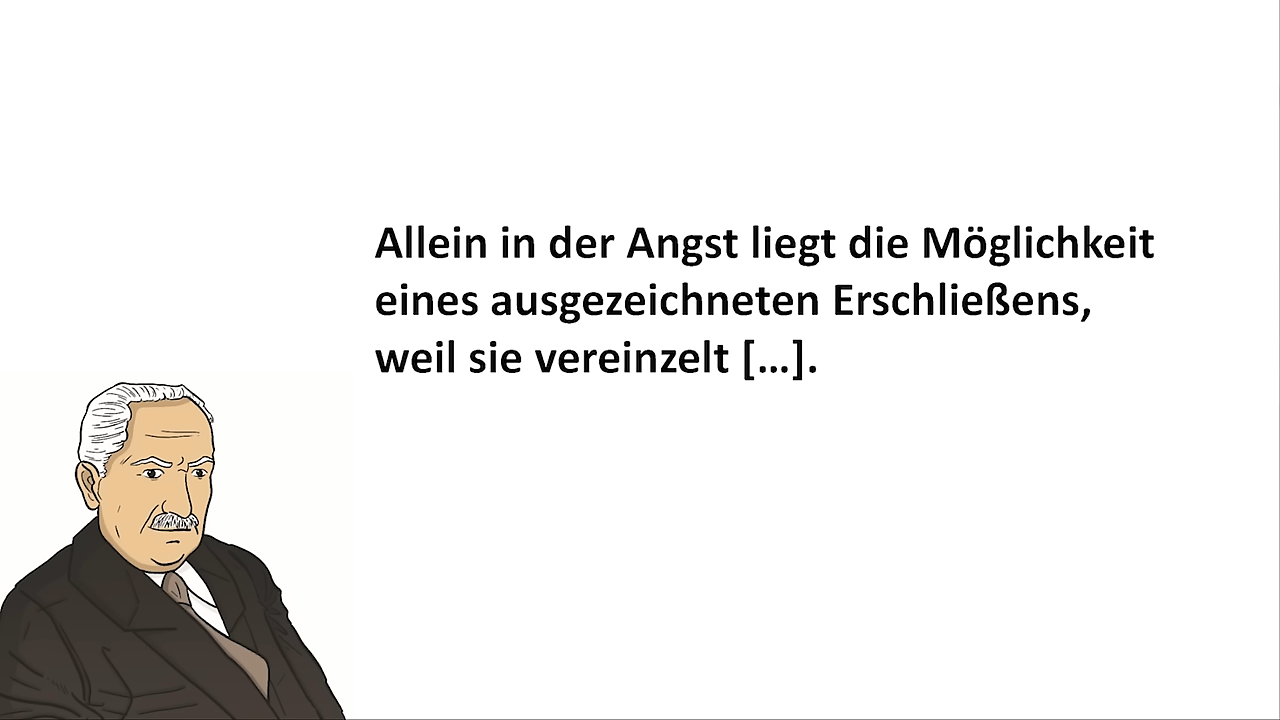 Allein in der Angst liegt die Möglichkeit
eines ausgezeichneten Erschließens,
weil sie vereinzelt […].